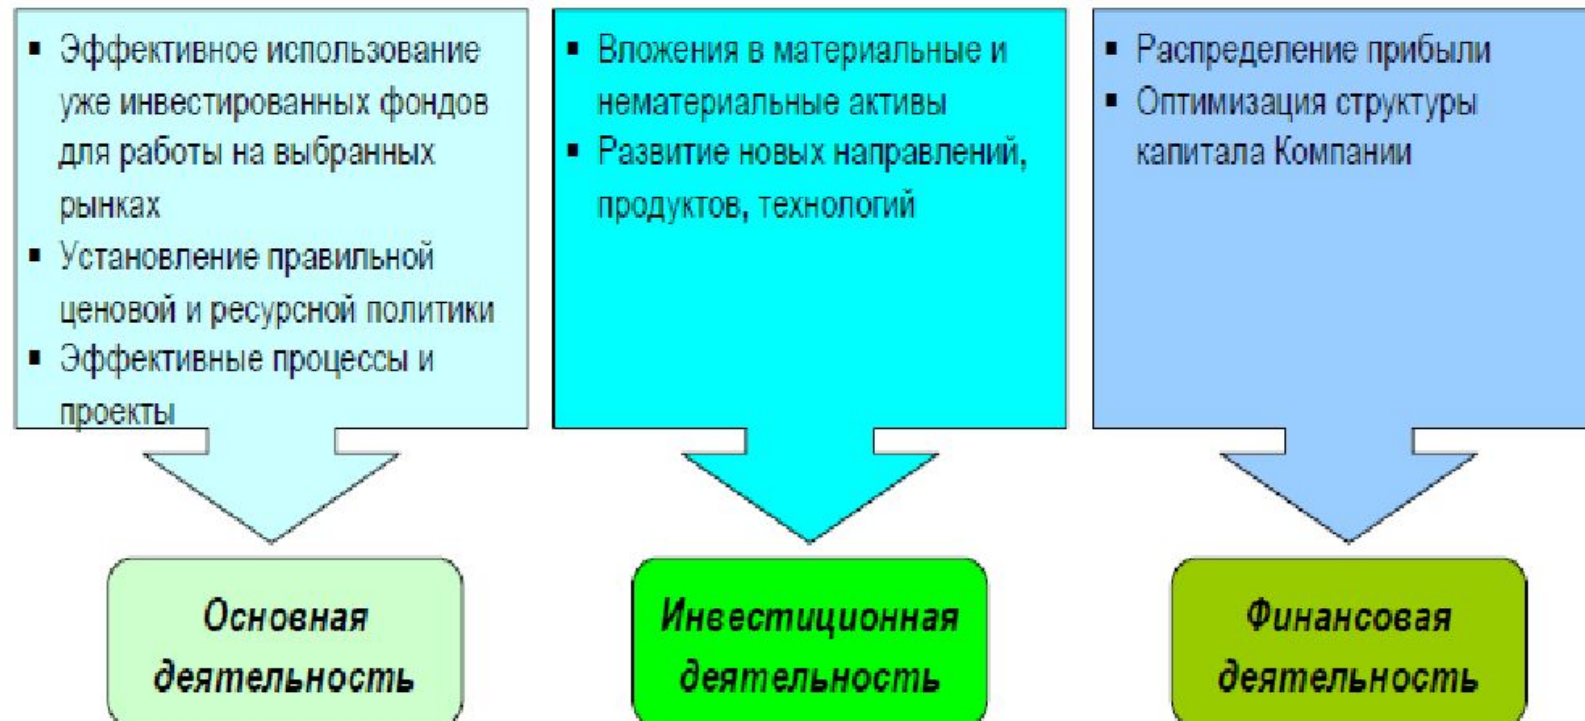 ▪ Эффективное использование
уже инвестированных фондов
для работы на выбранных
рынках
▪ Установление правильной
ценовой и ресурсной политики
▪ Эффективные процессы и
проекты
▪ Вложения в материальные и
нематериальные активы
▪ Развитие новых направлений,
продуктов, технологий
▪ Распределение прибыли
▪ Оптимизация структуры
капитала Компании
Основная
деятельность
Инвестиционная
деятельность
Финансовая
деятельность